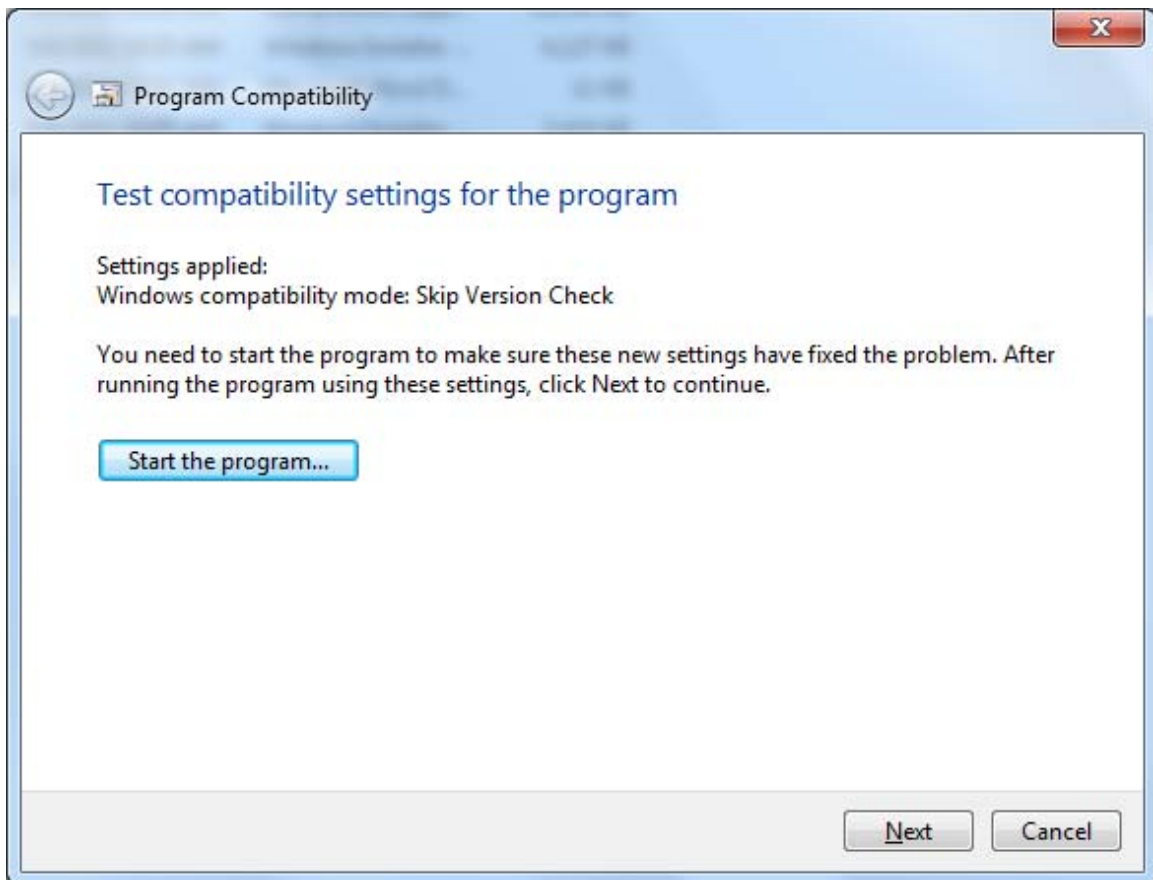 x
Program Compatibility
Test compatibility settings for the program
Settings applied:
Windows compatibility mode: Skip Version Check
You need to start the program to make sure these new settings have fixed the problem. After
running the program using these settings, click Next to continue.
Start the program...
Next
Cancel